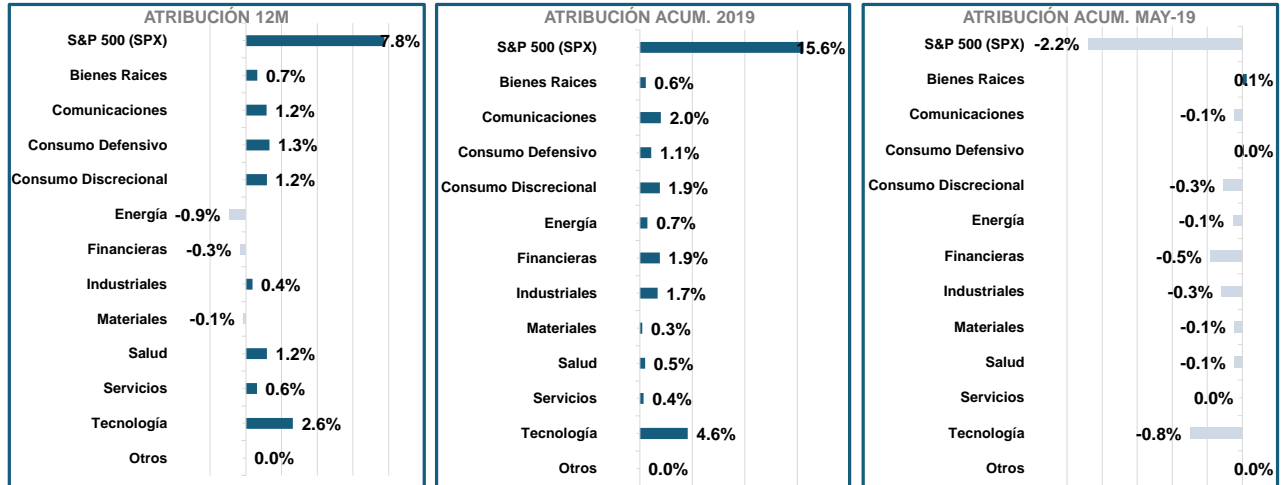 ATRIBUCIÓN 12M
S&P 500 (SPX) 7.8%
Bienes Raices 0.7%
Comunicaciones 1.2%
Consumo Defensivo 1.3%
Consumo Discrecional 1.2%
Energía -0.9%
Financieras -0.3%
Industriales 0.4%
Materiales -0.1%
Salud 1.2%
Servicios 0.6%
Tecnología 2.6%
Otros 0.0%
ATRIBUCIÓN ACUM. 2019
S&P 500 (SPX) 15.6%
Bienes Raices 0.6%
Comunicaciones 2.0%
Consumo Defensivo 1.1%
Consumo Discrecional 1.9%
Energía 0.7%
Financieras 1.9%
Industriales 1.7%
Materiales 0.3%
Salud 0.5%
Servicios 0.4%
Tecnología 4.6%
Otros 0.0%
ATRIBUCIÓN ACUM. MAY-19
S&P 500 (SPX) -2.2%
Bienes Raices 0.1%
Comunicaciones -0.1%
Consumo Defensivo 0.0%
Consumo Discrecional -0.3%
Energía -0.1%
Financieras -0.5%
Industriales -0.3%
Materiales -0.1%
Salud -0.1%
Servicios 0.0%
Tecnología -0.8%
Otros 0.0%